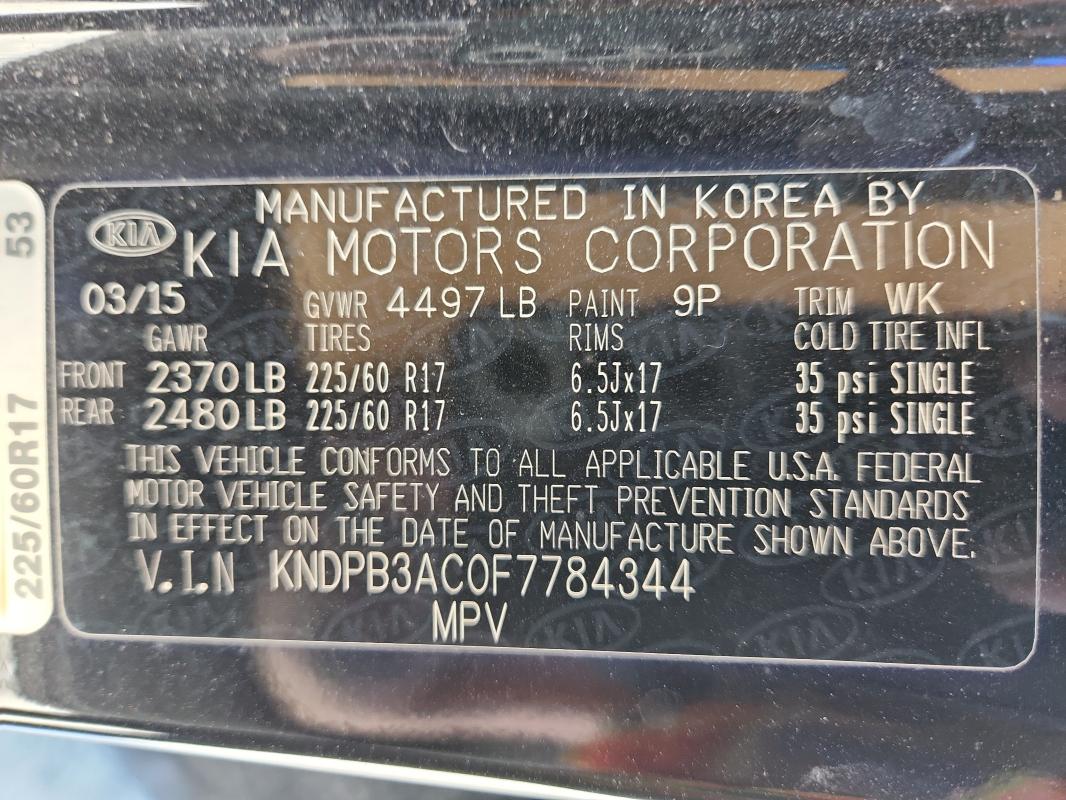 MANUFACTURED IN KOREA BY
KIA
KIA MOTORS CORPORATION
03/15 GVWR 4497 LB PAINT 9P TRIM WK
GAWR TIRES RIMS COLD TIRE INFL
FRONT 2370 LB 225/60 R17 6.5Jx17 35 psi SINGLE
REAR 2480 LB 225/60 R17 6.5Jx17 35 psi SINGLE
THIS VEHICLE CONFORMS TO ALL APPLICABLE U.S.A. FEDERAL
MOTOR VEHICLE SAFETY AND THEFT PREVENTION STANDARDS
IN EFFECT ON THE DATE OF MANUFACTURE SHOWN ABOVE.
V.I.N KNDPB3AC0F7784344
MPV
225/60R17 53